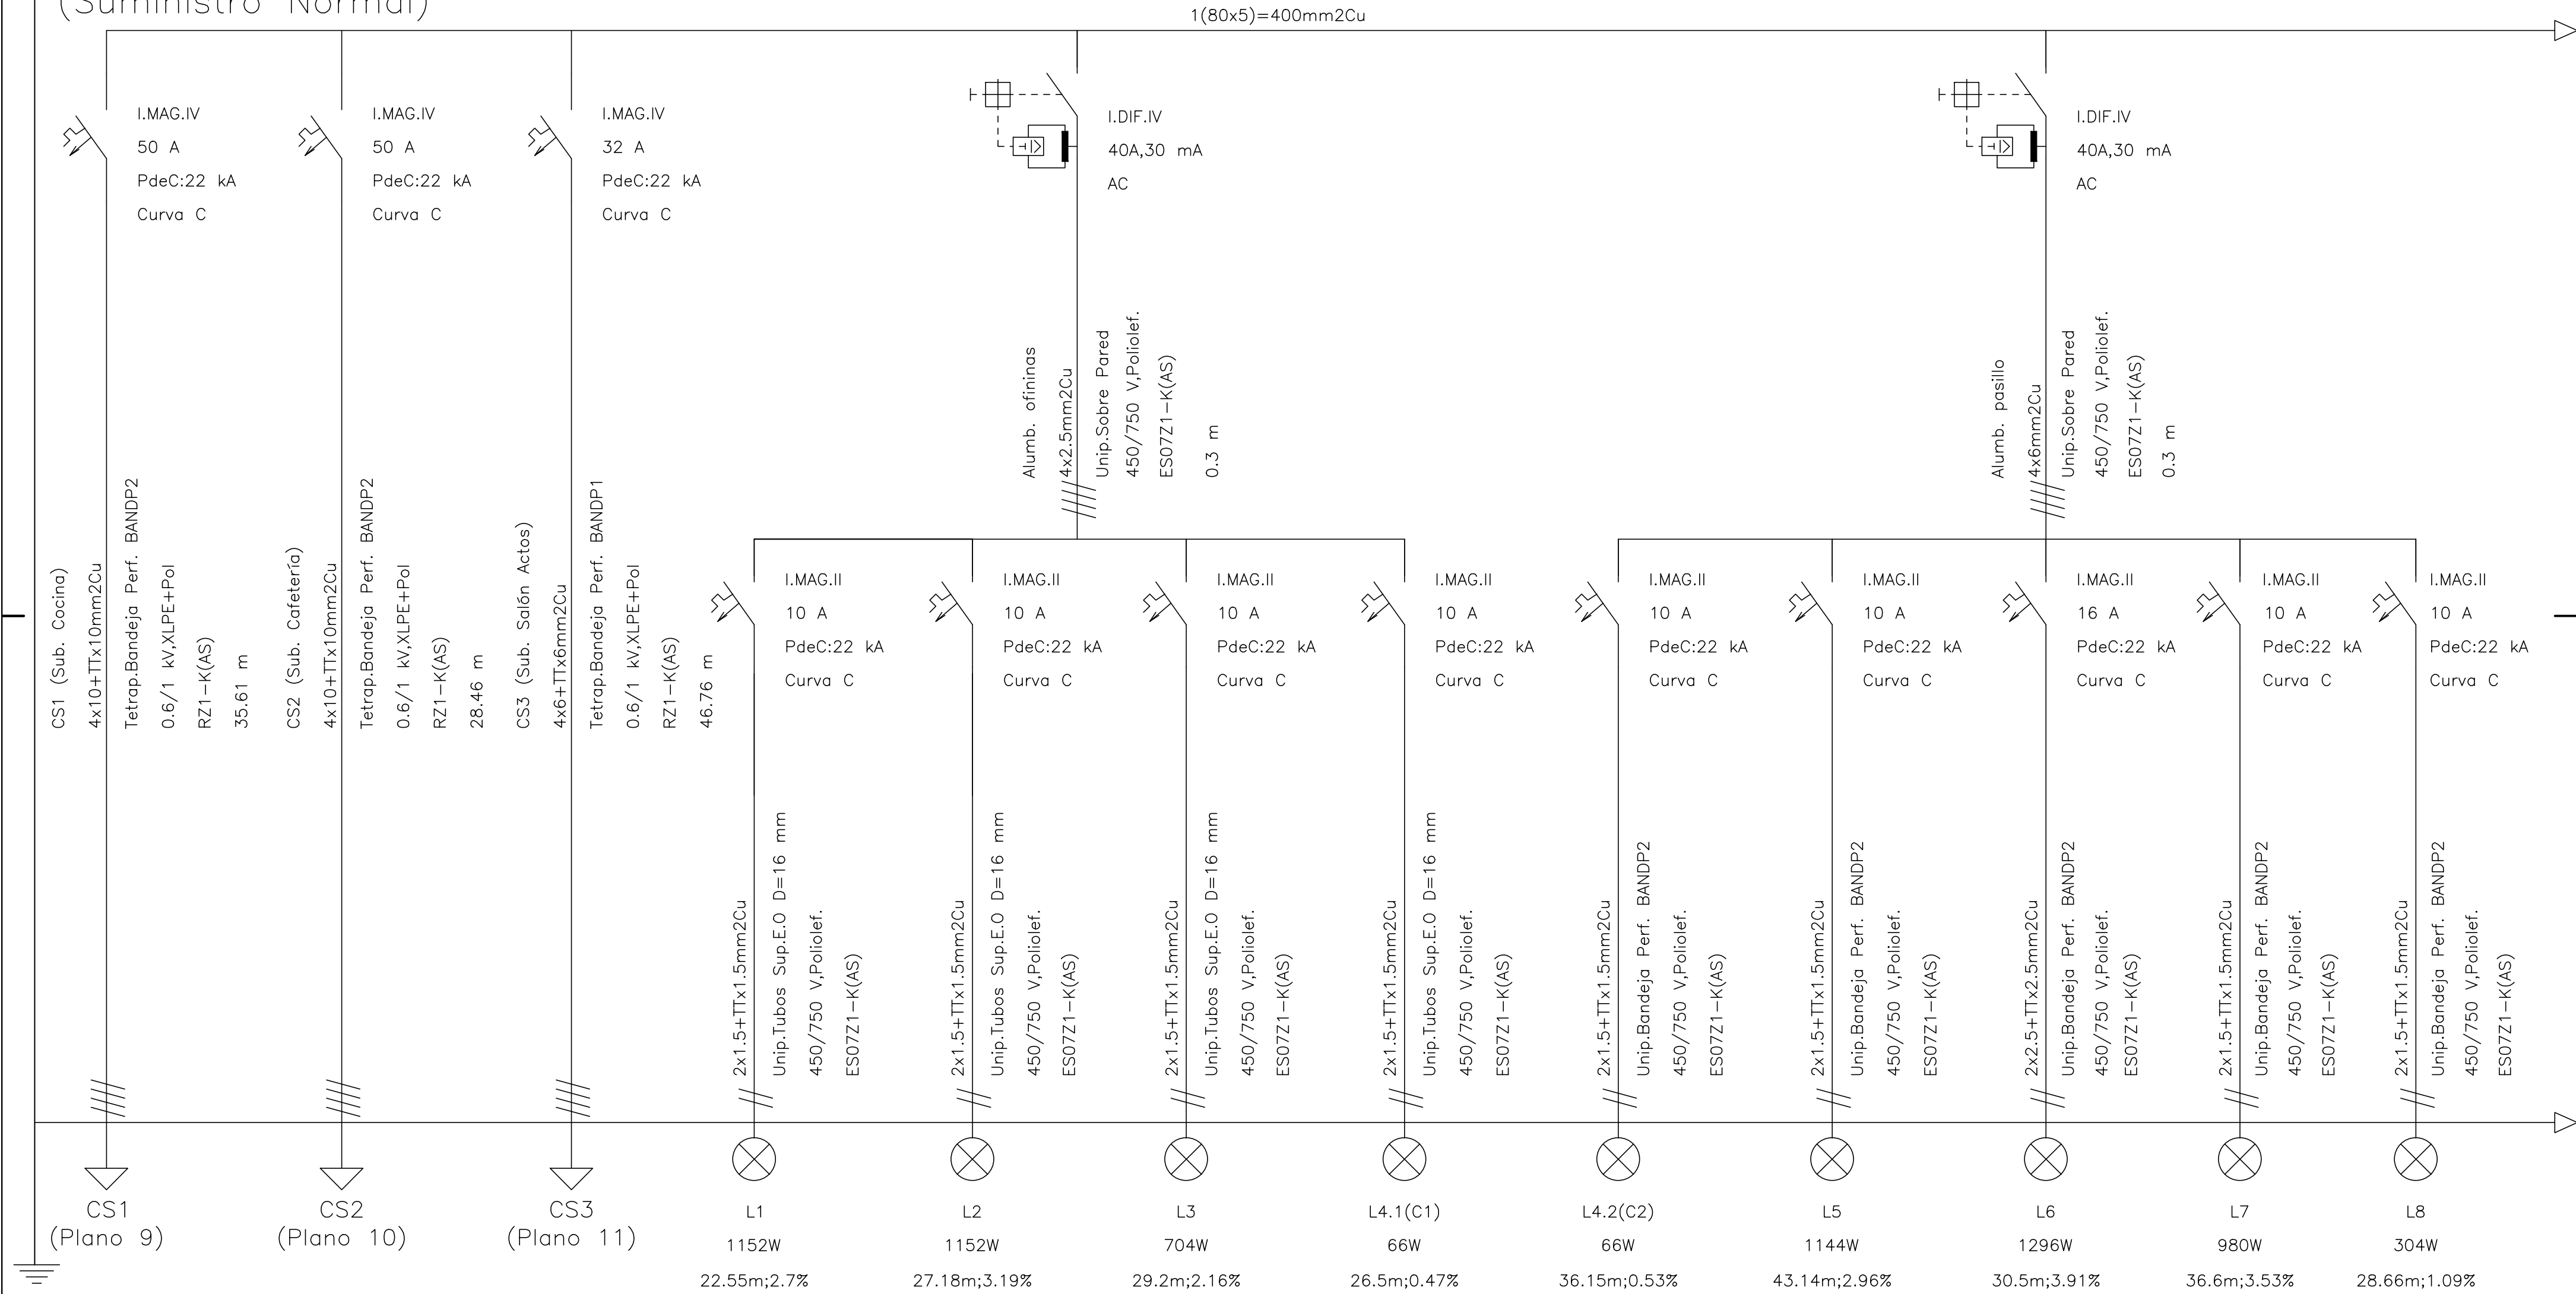 (Suministro Normal)
1(80x5)=400mm2Cu
I.MAG.IV
50 A
PdeC:22 kA
Curva C
I.MAG.IV
50 A
PdeC:22 kA
Curva C
I.MAG.IV
32 A
PdeC:22 kA
Curva C
I.DIF.IV
40A,30 mA
AC
I.DIF.IV
40A,30 mA
AC
CS1 (Sub. Cocina)
4x10+TTx10mm2Cu
Tetrap.Bandeja Perf. BANDP2
0.6/1 kV,XLPE+Pol
RZ1-K(AS)
35.61 m
CS2 (Sub. Cafetería)
4x10+TTx10mm2Cu
Tetrap.Bandeja Perf. BANDP2
0.6/1 kV,XLPE+Pol
RZ1-K(AS)
28.46 m
CS3 (Sub. Salón Actos)
4x6+TTx6mm2Cu
Tetrap.Bandeja Perf. BANDP1
0.6/1 kV,XLPE+Pol
RZ1-K(AS)
46.76 m
Alumb. ofininas
4x2.5mm2Cu
Unip.Sobre Pared
450/750 V,Poliolef.
ES07Z1-K(AS)
0.3 m
Alumb. pasillo
4x6mm2Cu
Unip.Sobre Pared
450/750 V,Poliolef.
ES07Z1-K(AS)
0.3 m
I.MAG.II
10 A
PdeC:22 kA
Curva C
I.MAG.II
10 A
PdeC:22 kA
Curva C
I.MAG.II
10 A
PdeC:22 kA
Curva C
I.MAG.II
10 A
PdeC:22 kA
Curva C
I.MAG.II
10 A
PdeC:22 kA
Curva C
I.MAG.II
10 A
PdeC:22 kA
Curva C
I.MAG.II
16 A
PdeC:22 kA
Curva C
I.MAG.II
10 A
PdeC:22 kA
Curva C
I.MAG.II
10 A
PdeC:22 kA
Curva C
2x1.5+TTx1.5mm2Cu
Unip.Tubos Sup.E.O D=16 mm
450/750 V,Poliolef.
ES07Z1-K(AS)
2x1.5+TTx1.5mm2Cu
Unip.Tubos Sup.E.O D=16 mm
450/750 V,Poliolef.
ES07Z1-K(AS)
2x1.5+TTx1.5mm2Cu
Unip.Tubos Sup.E.O D=16 mm
450/750 V,Poliolef.
ES07Z1-K(AS)
2x1.5+TTx1.5mm2Cu
Unip.Tubos Sup.E.O D=16 mm
450/750 V,Poliolef.
ES07Z1-K(AS)
2x1.5+TTx1.5mm2Cu
Unip.Bandeja Perf. BANDP2
450/750 V,Poliolef.
ES07Z1-K(AS)
2x1.5+TTx1.5mm2Cu
Unip.Bandeja Perf. BANDP2
450/750 V,Poliolef.
ES07Z1-K(AS)
2x2.5+TTx2.5mm2Cu
Unip.Bandeja Perf. BANDP2
450/750 V,Poliolef.
ES07Z1-K(AS)
2x1.5+TTx1.5mm2Cu
Unip.Bandeja Perf. BANDP2
450/750 V,Poliolef.
ES07Z1-K(AS)
2x1.5+TTx1.5mm2Cu
Unip.Bandeja Perf. BANDP2
450/750 V,Poliolef.
ES07Z1-K(AS)
CS1
(Plano 9)
CS2
(Plano 10)
CS3
(Plano 11)
L1
1152W
22.55m;2.7%
L2
1152W
27.18m;3.19%
L3
704W
29.2m;2.16%
L4.1(C1)
66W
26.5m;0.47%
L4.2(C2)
66W
36.15m;0.53%
L5
1144W
43.14m;2.96%
L6
1296W
30.5m;3.91%
L7
980W
36.6m;3.53%
L8
304W
28.66m;1.09%